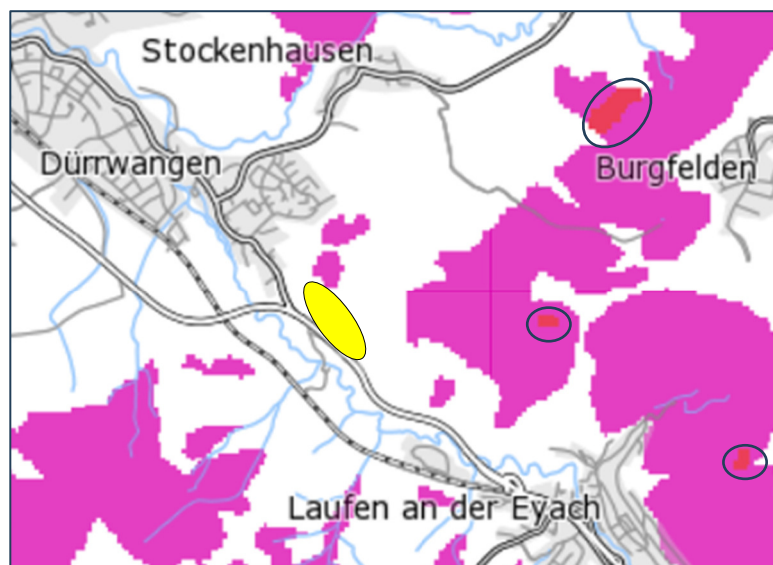 Stockenhausen
Dürrwangen
Burgfelden
Laufen an der Eyach